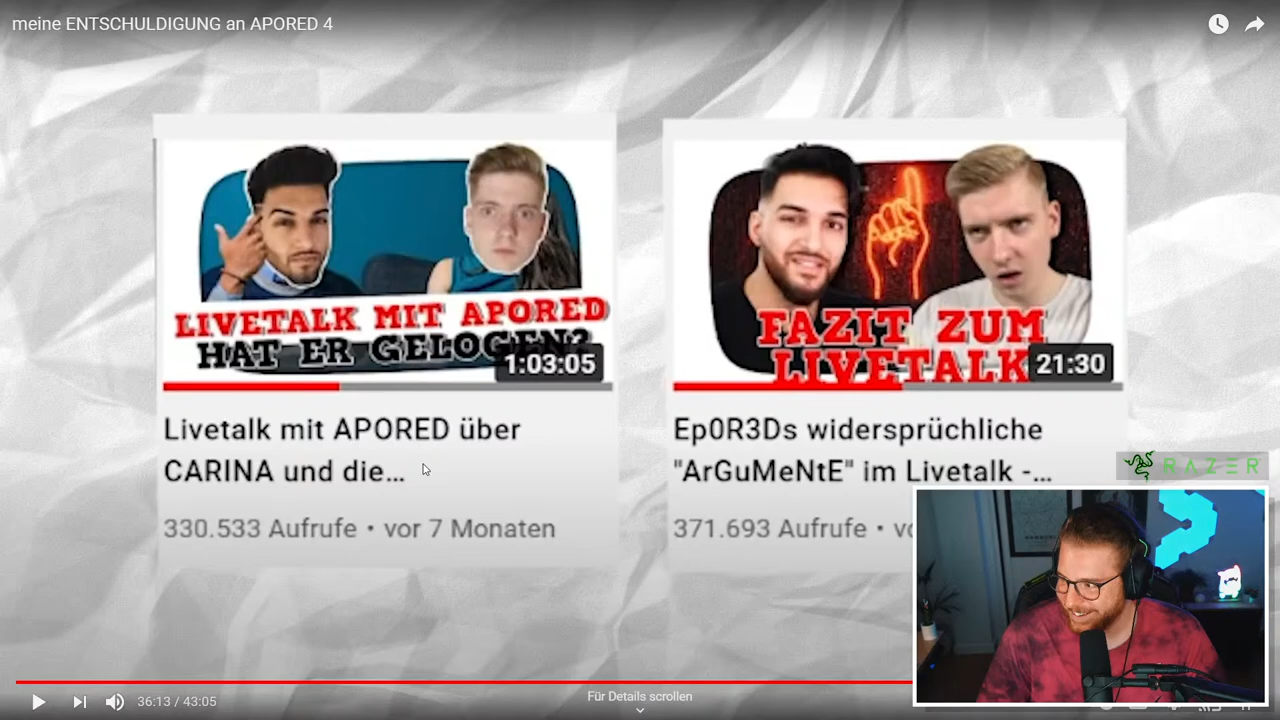 meine ENTSCHULDIGUNG an APORED 4
LIVETALK MIT APORED
HAT ER GELOGEN?
1:03:05
Livetalk mit APORED über
CARINA und die...
330.533 Aufrufe • vor 7 Monaten
FAZIT ZUM
LIVETALK
21:30
Ep0R3Ds widersprüchliche
"ArGuMeNtE" im Livetalk -...
371.693 Aufrufe •
RAZER
36:13 / 43:05
Für Details scrollen